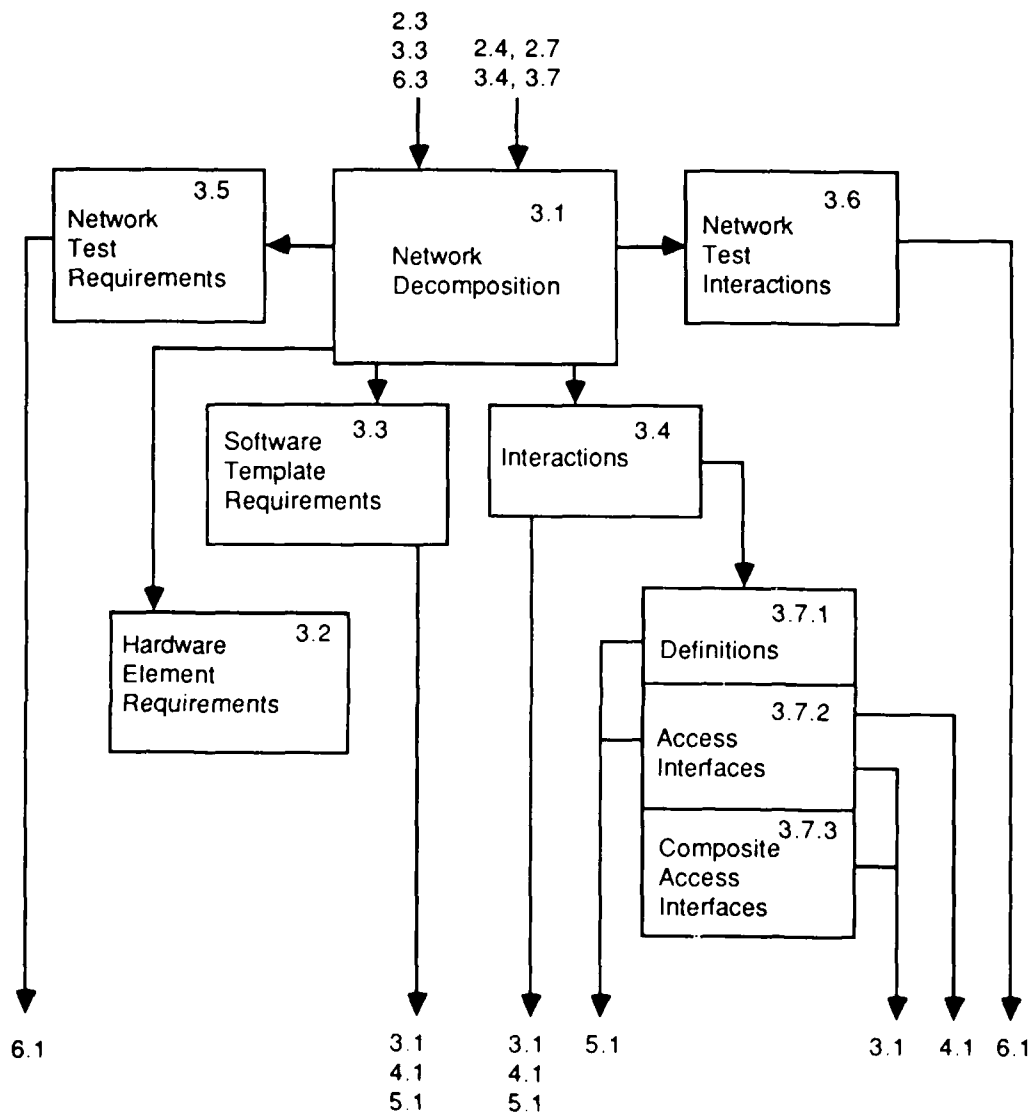 2.3
3.3
6.3
2.4, 2.7
3.4, 3.7
3.5
Network
Test
Requirements
3.1
Network
Decomposition
3.6
Network
Test
Interactions
3.3
Software
Template
Requirements
3.4
Interactions
3.2
Hardware
Element
Requirements
3.7.1
Definitions
3.7.2
Access
Interfaces
3.7.3
Composite
Access
Interfaces
6.1
3.1
4.1
5.1
3.1
4.1
5.1
5.1
3.1
4.1
6.1